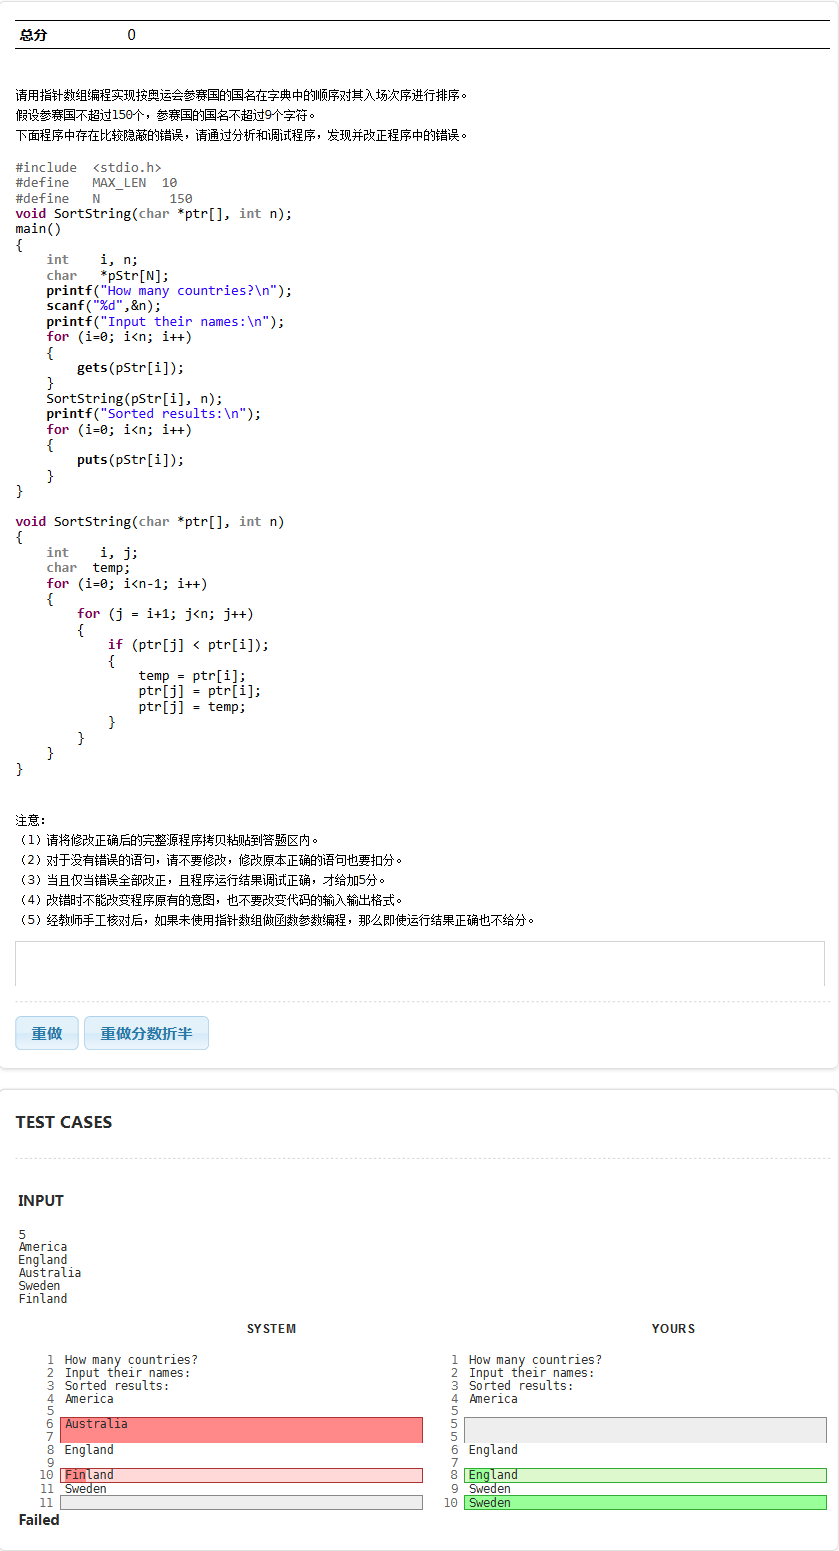 总分 0
请用指针数组编程实现按奥运会参赛国的国名在字典中的顺序对其入场次序进行排序。
假设参赛国不超过150个，参赛国的国名不超过9个字符。
下面程序中存在比较隐蔽的错误，请通过分析和调试程序，发现并改正程序中的错误。
#include  <stdio.h>
#define   MAX_LEN  10
#define   N         150
void SortString(char *ptr[], int n);
main()
{
    int    i, n;
    char   *pStr[N];
    printf("How many countries?\n");
    scanf("%d",&n);
    printf("Input their names:\n");
    for (i=0; i<n; i++)
    {
        gets(pStr[i]);
    }
    SortString(pStr[i], n);
    printf("Sorted results:\n");
    for (i=0; i<n; i++)
    {
        puts(pStr[i]);
    }
}
void SortString(char *ptr[], int n)
{
    int    i, j;
    char  temp;
    for (i=0; i<n-1; i++)
    {
        for (j = i+1; j<n; j++)
        {
            if (ptr[j] < ptr[i]);
            {
                temp = ptr[i];
                ptr[j] = ptr[i];
                ptr[j] = temp;
            }
        }
    }
}
注意：
（1）请将修改正确后的完整源程序拷贝粘贴到答题区内。
（2）对于没有错误的语句，请不要修改，修改原本正确的语句也要扣分。
（3）当且仅当错误全部改正，且程序运行结果调试正确，才给加5分。
（4）改错时不能改变程序原有的意图，也不要改变代码的输入输出格式。
（5）经教师手工核对后，如果未使用指针数组做函数参数编程，那么即使运行结果正确也不给分。
重做 重做分数折半
TEST CASES
INPUT
5
America
England
Australia
Sweden
Finland
SYSTEM YOURS
1 How many countries? 1 How many countries?
2 Input their names: 2 Input their names:
3 Sorted results: 3 Sorted results:
4 America 4 America
5 5
6 Australia 5
7 5
8 England 6 England
9 7
10 Finland 8 England
11 Sweden 9 Sweden
11 10 Sweden
Failed